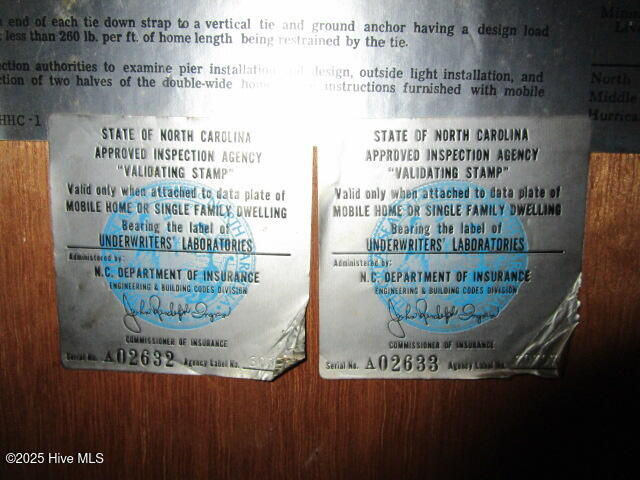 end of each tie down strap to a vertical tie and ground anchor having a design load
less than 260 lb. per ft. of home length being restrained by the tie.
ction authorities to examine pier installation design, outside light installation, and
ction of two halves of the double-wide instructions furnished with mobile
HHC-1
North
Middle
Hurrica
STATE OF NORTH CAROLINA
APPROVED INSPECTION AGENCY
"VALIDATING STAMP"
Valid only when attached to data plate of
MOBILE HOME OR SINGLE FAMILY DWELLING
Bearing the label of
UNDERWRITERS' LABORATORIES
Administered by:
N.C. DEPARTMENT OF INSURANCE
ENGINEERING & BUILDING CODES DIVISION
John Randolph Ingram
COMMISSIONER OF INSURANCE
Serial No. A02632 Agency Label No.
STATE OF NORTH CAROLINA
APPROVED INSPECTION AGENCY
"VALIDATING STAMP"
Valid only when attached to data plate of
MOBILE HOME OR SINGLE FAMILY DWELLING
Bearing the label of
UNDERWRITERS' LABORATORIES
Administered by:
N.C. DEPARTMENT OF INSURANCE
ENGINEERING & BUILDING CODES DIVISION
John Randolph Ingram
COMMISSIONER OF INSURANCE
Serial No. A02633 Agency Label No.
©2025 Hive MLS